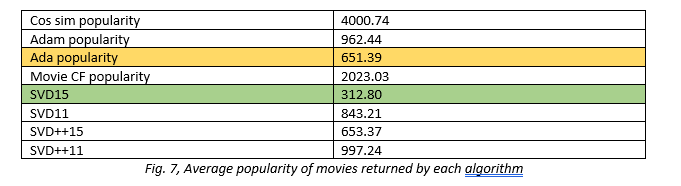 Cos sim popularity 4000.74
Adam popularity 962.44
Ada popularity 651.39
Movie CF popularity 2023.03
SVD15 312.80
SVD11 843.21
SVD++15 653.37
SVD++11 997.24
Fig. 7, Average popularity of movies returned by each algorithm